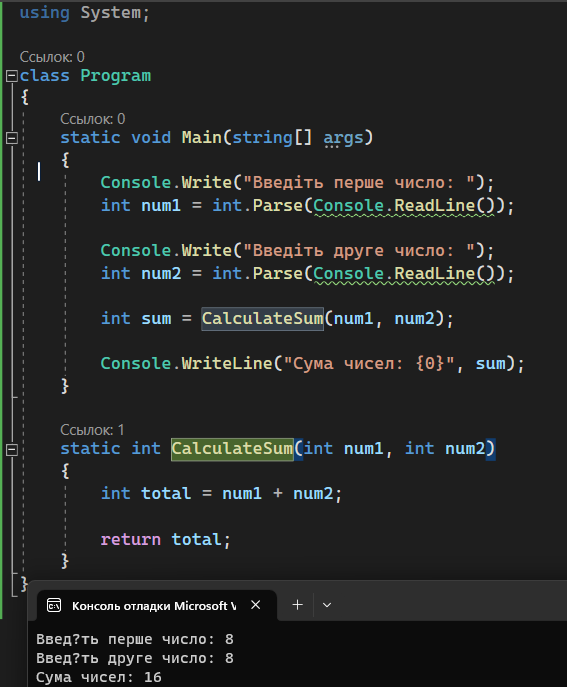 using System;
Ссылок: 0
class Program
{
Ссылок: 0
static void Main(string[] args)
{
Console.Write("Введіть перше число: ");
int num1 = int.Parse(Console.ReadLine());
Console.Write("Введіть друге число: ");
int num2 = int.Parse(Console.ReadLine());
int sum = CalculateSum(num1, num2);
Console.WriteLine("Сума чисел: {0}", sum);
}
Ссылок: 1
static int CalculateSum(int num1, int num2)
{
int total = num1 + num2;
return total;
}
}
Консоль отладки Microsoft V
Введ?ть перше число: 8
Введ?ть друге число: 8
Сума чисел: 16